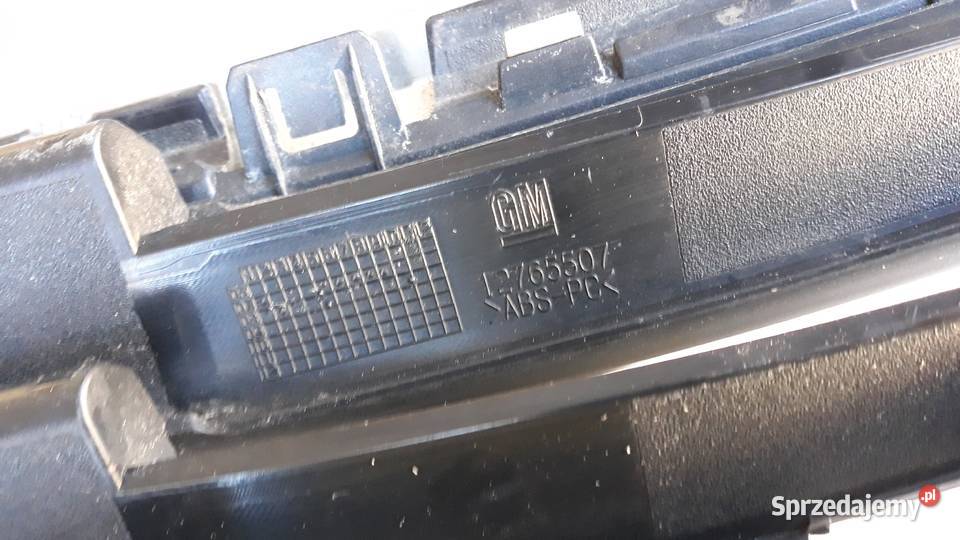 GM
12765507
>ABS-PC<
Sprzedajemy.pl